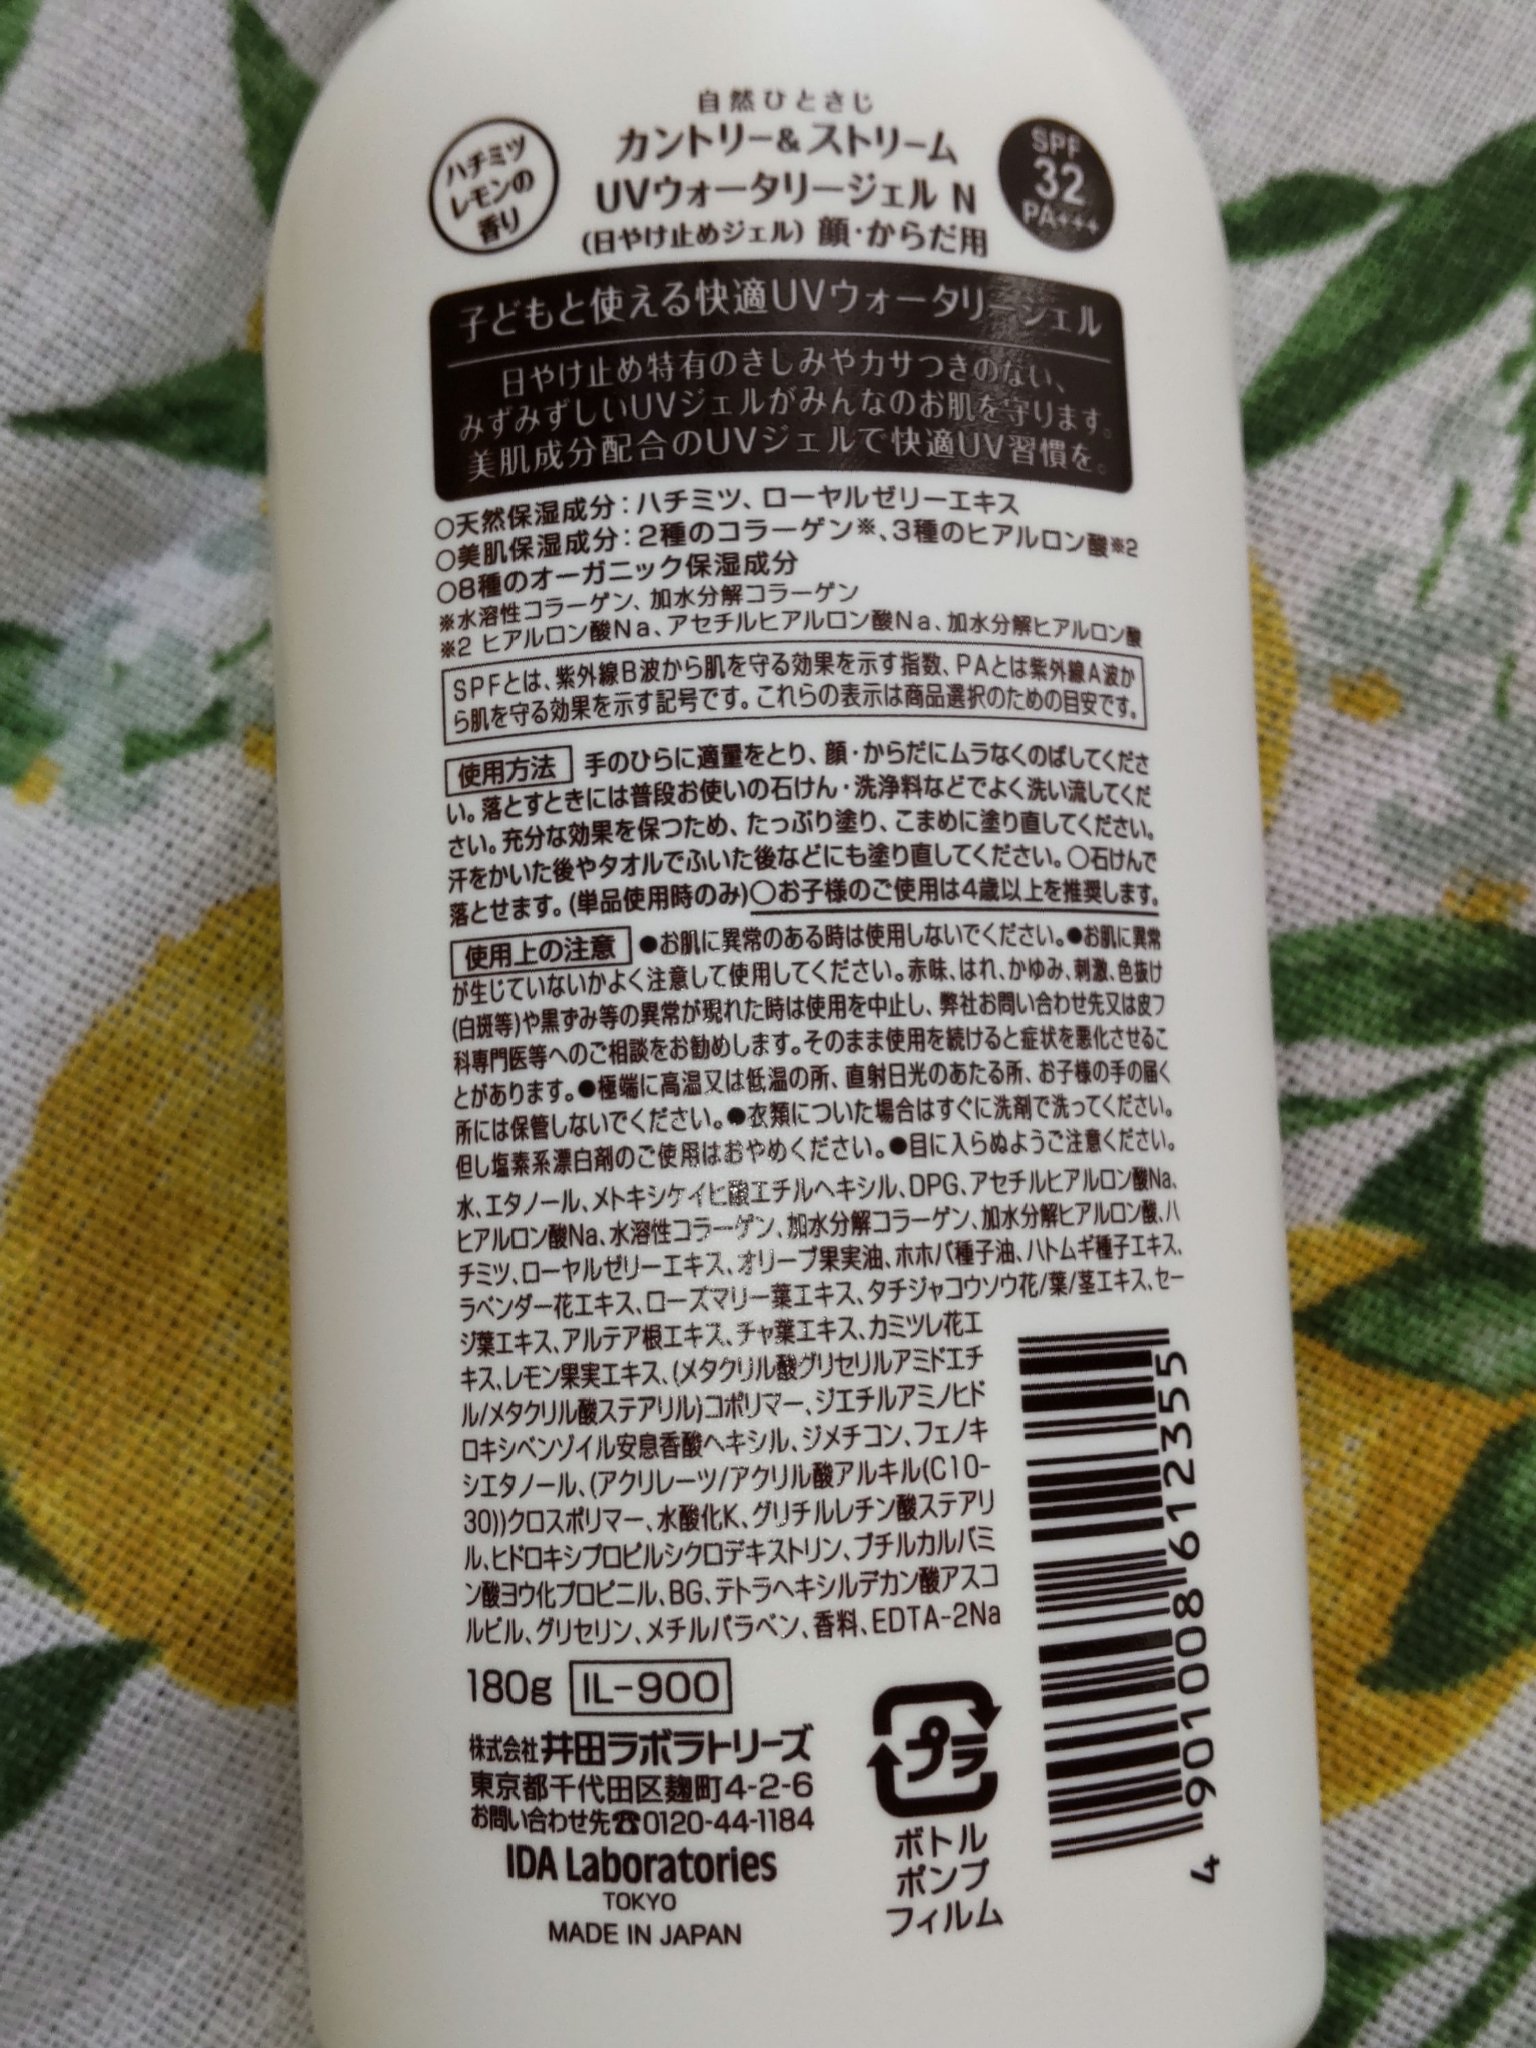 自然ひとさじ
カントリー&ストリーム
UVウォータリージェル N
(日やけ止めジェル) 顔・からだ用
ハチミツ
レモンの
香り
SPF
32
PA+++
子どもと使える快適UVウォータリージェル
日やけ止め特有のきしみやカサつきのない、
みずみずしいUVジェルがみんなのお肌を守ります。
美肌成分配合のUVジェルで快適UV習慣を。
○天然保湿成分：ハチミツ、ローヤルゼリーエキス
○美肌保湿成分：2種のコラーゲン※、3種のヒアルロン酸※2
○8種のオーガニック保湿成分
※水溶性コラーゲン、加水分解コラーゲン
※2 ヒアルロン酸Na、アセチルヒアルロン酸Na、加水分解ヒアルロン酸
SPFとは、紫外線B波から肌を守る効果を示す指数、PAとは紫外線A波か
ら肌を守る効果を示す記号です。これらの表示は商品選択のための目安です。
使用方法 手のひらに適量をとり、顔・からだにムラなくのばしてくださ
い。落とすときには普段お使いの石けん・洗浄料などでよく洗い流してくだ
さい。充分な効果を保つため、たっぷり塗り、こまめに塗り直してください。
汗をかいた後やタオルでふいた後などにも塗り直してください。○石けんで
落とせます。(単品使用時のみ)○お子様のご使用は4歳以上を推奨します。
使用上の注意 ●お肌に異常のある時は使用しないでください。●お肌に異常
が生じていないかよく注意して使用してください。赤味、はれ、かゆみ、刺激、色抜け
(白斑等)や黒ずみ等の異常が現れた時は使用を中止し、弊社お問い合わせ先又は皮フ
科専門医等へのご相談をお勧めします。そのまま使用を続けると症状を悪化させるこ
とがあります。●極端に高温又は低温の所、直射日光のあたる所、お子様の手の届く
所には保管しないでください。●衣類についた場合はすぐに洗剤で洗ってください。
但し塩素系漂白剤のご使用はおやめください。●目に入らぬようご注意ください。
水、エタノール、メトキシケイヒ酸エチルヘキシル、DPG、アセチルヒアルロン酸Na、
ヒアルロン酸Na、水溶性コラーゲン、加水分解コラーゲン、加水分解ヒアルロン酸、ハ
チミツ、ローヤルゼリーエキス、オリーブ果実油、ホホバ種子油、ハトムギ種子エキス、
ラベンダー花エキス、ローズマリー葉エキス、タチジャコウソウ花/葉/茎エキス、セー
ジ葉エキス、アルテア根エキス、チャ葉エキス、カミツレ花エ
キス、レモン果実エキス、(メタクリル酸グリセリルアミドエチ
ル/メタクリル酸ステアリル)コポリマー、ジエチルアミノヒド
ロキシベンゾイル安息香酸ヘキシル、ジメチコン、フェノキ
シエタノール、(アクリレーツ/アクリル酸アルキル(C10-
30))クロスポリマー、水酸化K、グリチルレチン酸ステアリ
ル、ヒドロキシプロピルシクロデキストリン、ブチルカルバミ
ン酸ヨウ化プロピニル、BG、テトラヘキシルデカン酸アスコ
ルビル、グリセリン、メチルパラベン、香料、EDTA-2Na
180g IL-900
株式会社 井田ラボラトリーズ
東京都千代田区麹町4-2-6
お問い合わせ先☎0120-44-1184
IDA Laboratories
TOKYO
MADE IN JAPAN
プラ
ボトル
ポンプ
フィルム
4 901008 612355